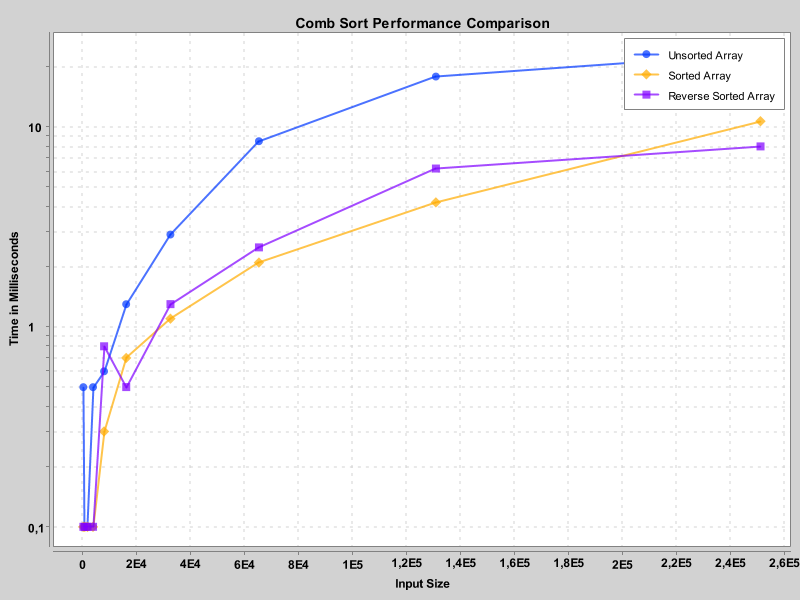 Comb Sort Performance Comparison
Unsorted Array
Sorted Array
Reverse Sorted Array
Time in Milliseconds
10
1
0,1
0 2E4 4E4 6E4 8E4 1E5 1,2E5 1,4E5 1,6E5 1,8E5 2E5 2,2E5 2,4E5 2,6E5
Input Size